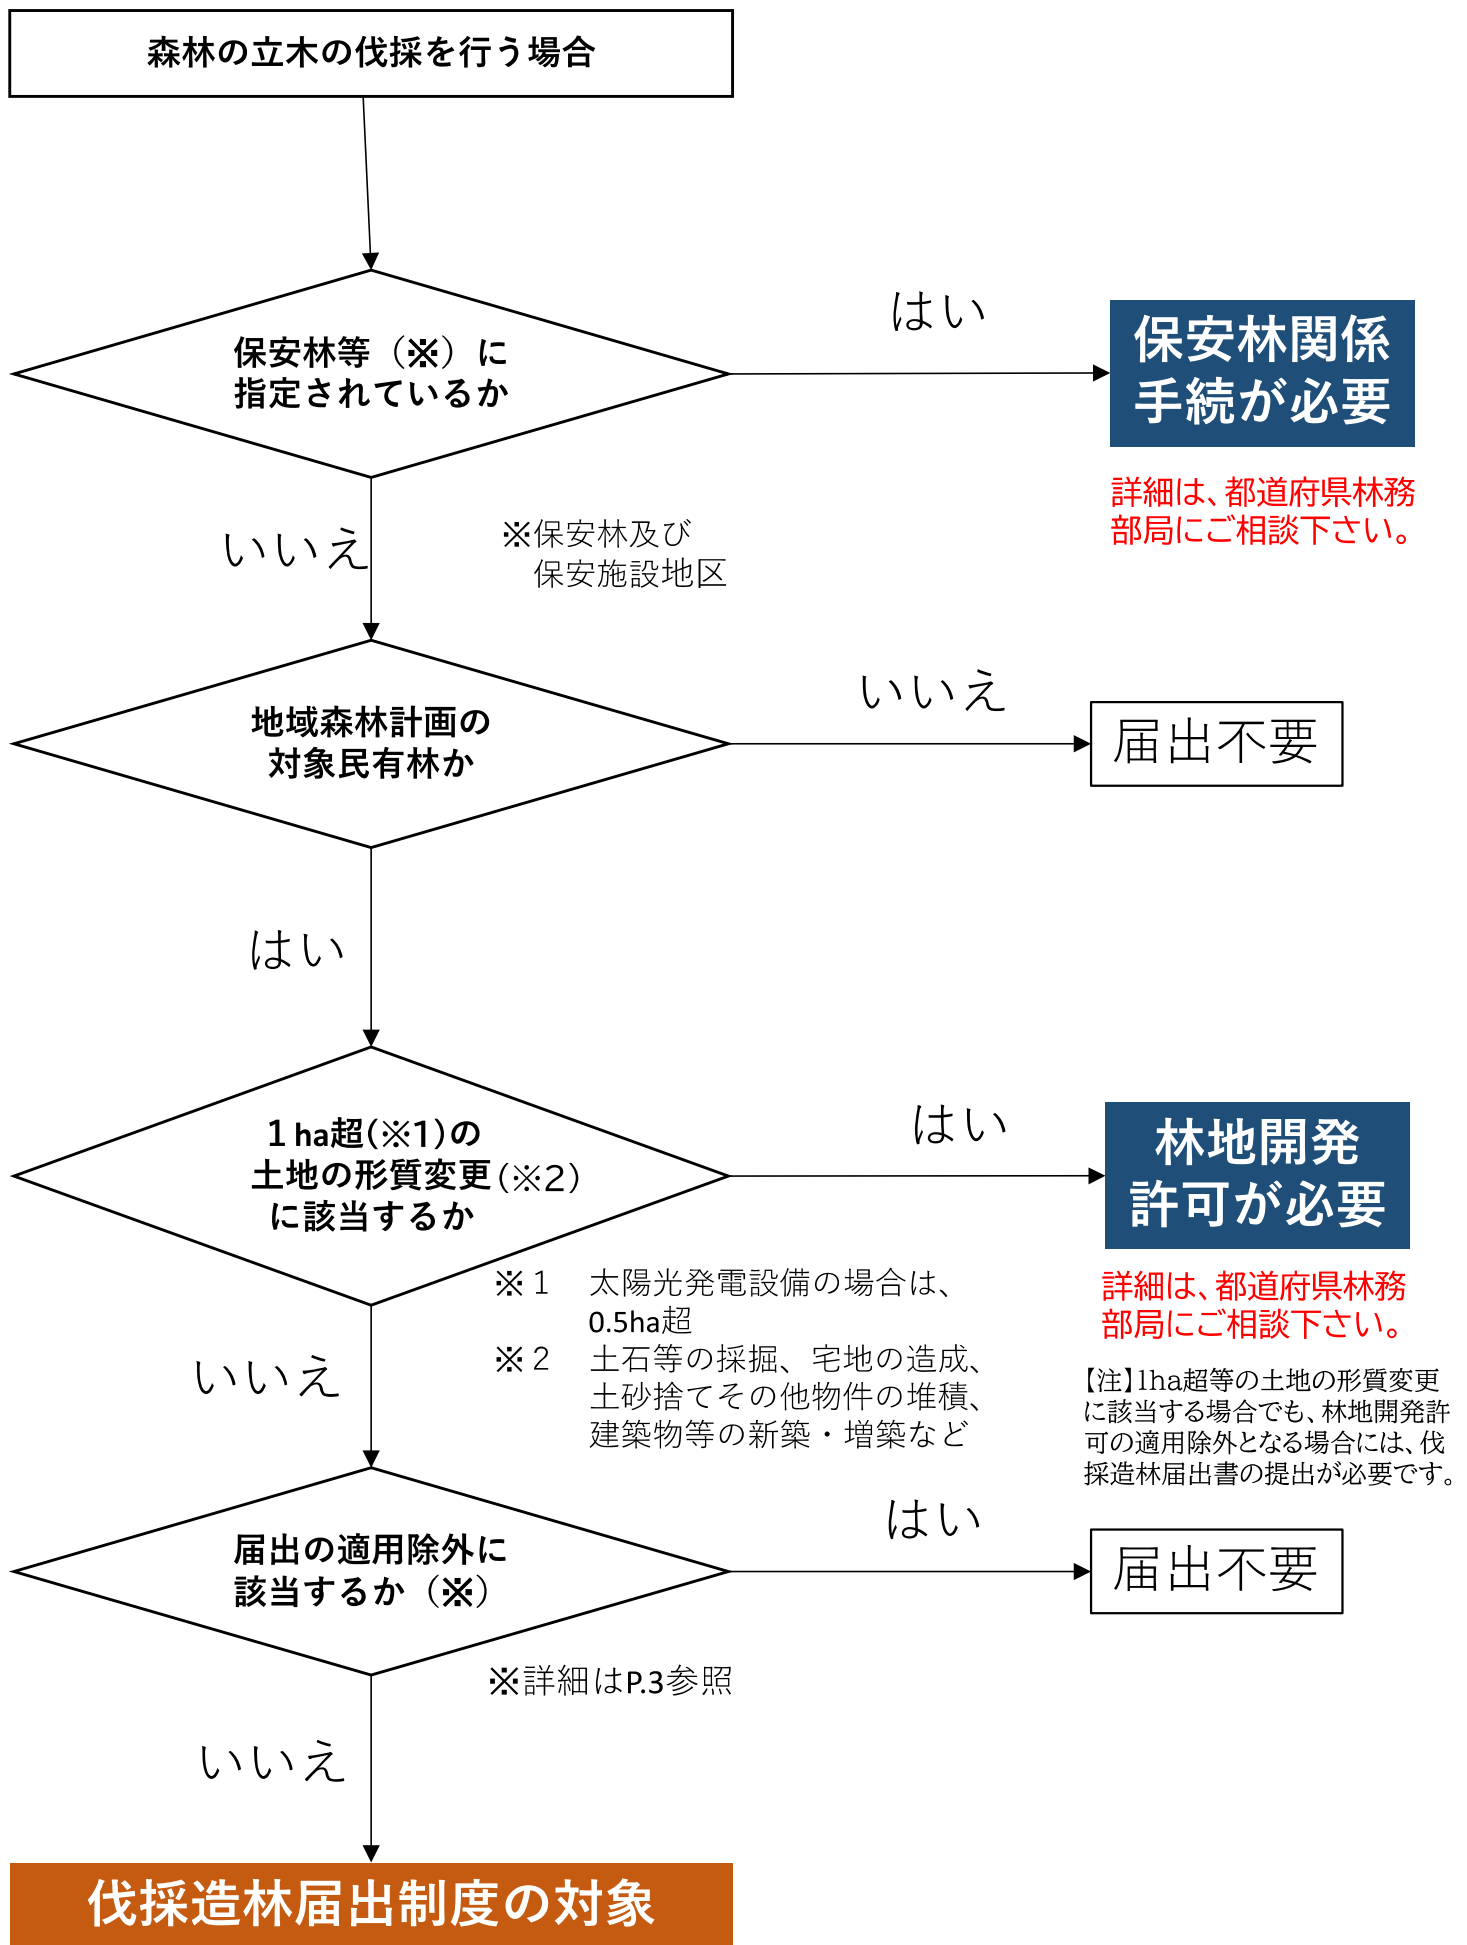 森林の立木の伐採を行う場合
保安林等（※）に
指定されているか
はい
保安林関係
手続が必要
詳細は、都道府県林務
部局にご相談下さい。
いいえ
※保安林及び
保安施設地区
地域森林計画の
対象民有林か
いいえ
届出不要
はい
１ha超(※1)の
土地の形質変更(※2)
に該当するか
はい
林地開発
許可が必要
詳細は、都道府県林務
部局にご相談下さい。
【注】1ha超等の土地の形質変更
に該当する場合でも、林地開発許
可の適用除外となる場合には、伐
採造林届出書の提出が必要です。
いいえ
※１　太陽光発電設備の場合は、
0.5ha超
※２　土石等の採掘、宅地の造成、
土砂捨てその他物件の堆積、
建築物等の新築・増築など
届出の適用除外に
該当するか（※）
はい
届出不要
※詳細はP.3参照
いいえ
伐採造林届出制度の対象